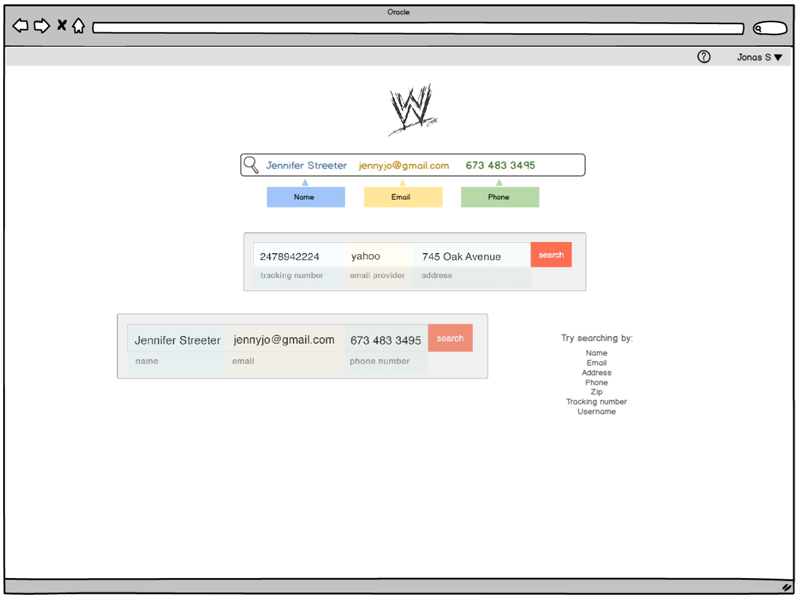 Oracle
? Jonas S
W
Jennifer Streeter jennyjo@gmail.com 673 483 3495
Name Email Phone
2478942224 yahoo 745 Oak Avenue search
tracking number email provider address
Jennifer Streeter jennyjo@gmail.com 673 483 3495 search
name email phone number
Try searching by:
Name
Email
Address
Phone
Zip
Tracking number
Username